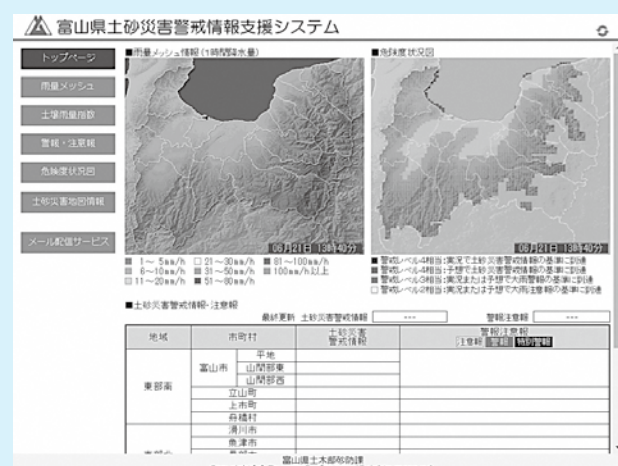 富山県土砂災害警戒情報支援システム
トップページ
雨量メッシュ
土壌雨量指数
警報・注意報
危険度状況図
土砂災害地図情報
メール配信サービス
■雨量メッシュ情報(1時間降水量)
06月21日 13時40分
1～ 5mm/h 21～30mm/h 81～100mm/h
6～10mm/h 31～50mm/h 100mm/h以上
11～20mm/h 51～80mm/h
■危険度状況図
06月21日 13時40分
警戒レベル4相当:実況で土砂災害警戒情報の基準に到達
警戒レベル4相当:予想で土砂災害警戒情報の基準に到達
警戒レベル3相当:実況または予想で大雨警報の基準に到達
警戒レベル2相当:実況または予想で大雨注意報の基準に到達
■土砂災害警戒情報・注意報
最終更新 土砂災害警戒情報 --- 警報注意報 ---
地域 市町村 土砂災害警戒情報 警報注意報
注意報 警報 特別警報
東部南 富山市 平地
山間部東
山間部西
立山町
上市町
舟橋村
滑川市
魚津市
富山県土木部砂防課